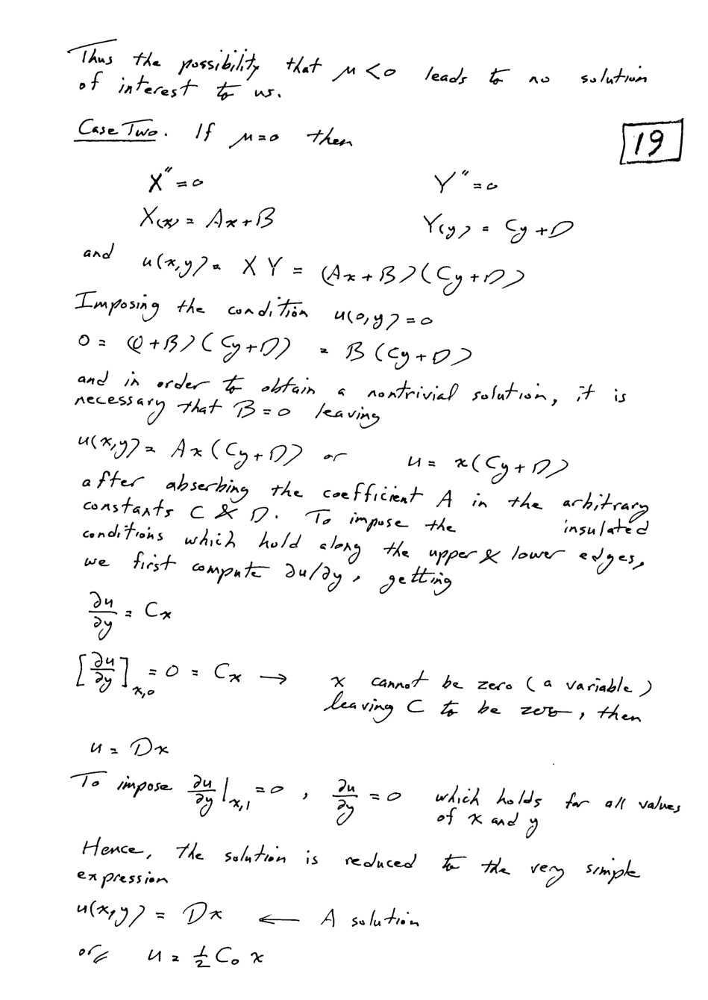 Thus the possibility that μ<0 leads to no solution
of interest to us.
Case Two. If μ=0 then
19
X″=0 Y″=0
X(x) = Ax+B Y(y) = Cy+D
and u(x,y) = X Y = (Ax+B)(Cy+D)
Imposing the condition u(0,y)=0
0 = (0+B)(Cy+D) = B(Cy+D)
and in order to obtain a nontrivial solution, it is
necessary that B=0 leaving
u(x,y) = Ax(Cy+D) or u = x(Cy+D)
after abserbing the coefficient A in the arbitrary
constants C & D. To impose the insulated
conditions which hold along the upper & lower edges,
we first compute ∂u/∂y, getting
∂u/∂y = Cx
[∂u/∂y]x,0 = 0 = Cx → x cannot be zero (a variable)
leaving C to be zero, then
u = Dx
To impose ∂u/∂y|x,1 = 0, ∂u/∂y = 0 which holds for all values
of x and y
Hence, the solution is reduced to the very simple
expression
u(x,y) = Dx ← A solution
or u = ½ C₀ x